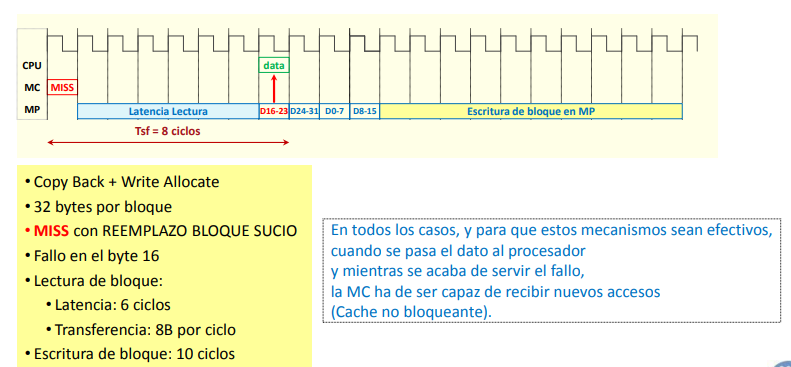 CPU data
MC MISS
MP Latencia Lectura D16-23 D24-31 D0-7 D8-15 Escritura de bloque en MP
Tsf = 8 ciclos
• Copy Back + Write Allocate
• 32 bytes por bloque
• MISS con REEMPLAZO BLOQUE SUCIO
• Fallo en el byte 16
• Lectura de bloque:
• Latencia: 6 ciclos
• Transferencia: 8B por ciclo
• Escritura de bloque: 10 ciclos
En todos los casos, y para que estos mecanismos sean efectivos,
cuando se pasa el dato al procesador
y mientras se acaba de servir el fallo,
la MC ha de ser capaz de recibir nuevos accesos
(Cache no bloqueante).